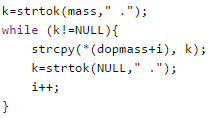 k=strtok(mass," .");
while (k!=NULL){
strcpy(*(dopmass+i), k);
k=strtok(NULL," .");
i++;
}